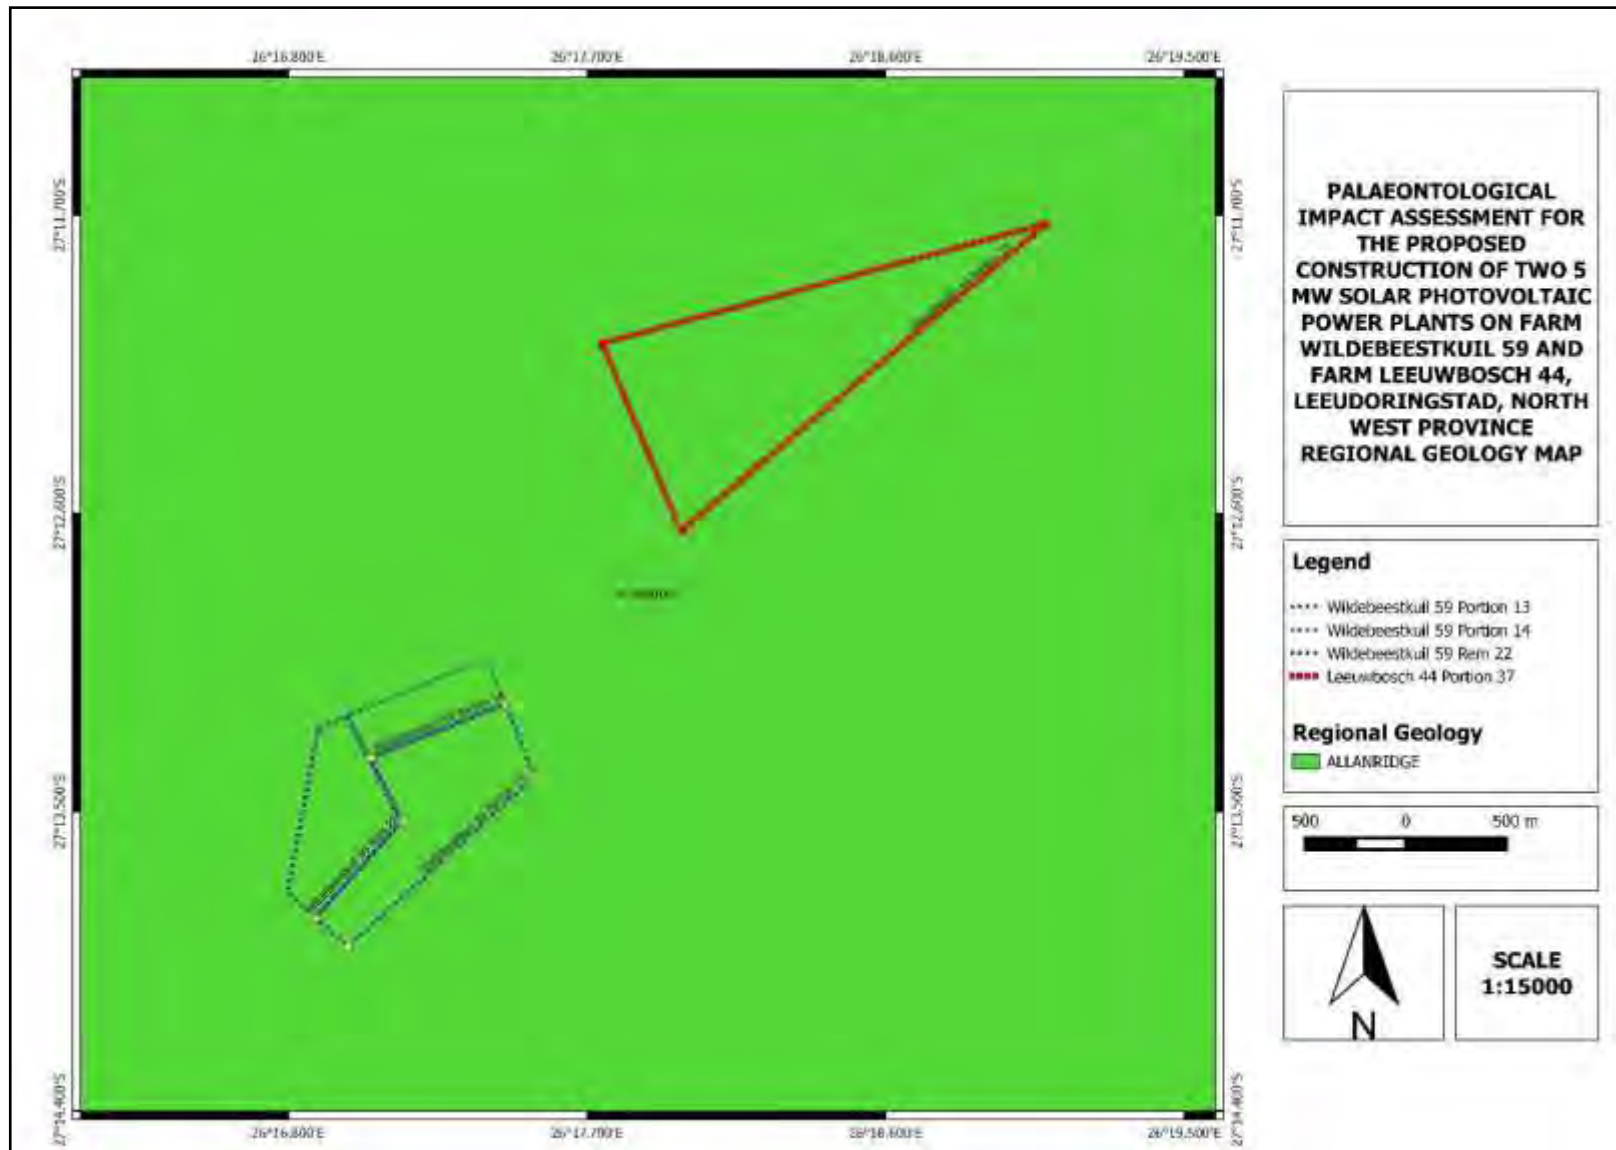 26°16.800'E 26°17.700'E 26°18.600'E 26°19.500'E
27°11.700'S 27°11.700'S
27°12.600'S 27°12.600'S
27°13.500'S 27°13.500'S
27°14.400'S 27°14.400'S
26°16.800'E 26°17.700'E 26°18.600'E 26°19.500'E
PALAEONTOLOGICAL
IMPACT ASSESSMENT FOR
THE PROPOSED
CONSTRUCTION OF TWO 5
MW SOLAR PHOTOVOLTAIC
POWER PLANTS ON FARM
WILDEBEESTKUIL 59 AND
FARM LEEUWBOSCH 44,
LEEUDORINGSTAD, NORTH
WEST PROVINCE
REGIONAL GEOLOGY MAP
Legend
Wildebeestkuil 59 Portion 13
Wildebeestkuil 59 Portion 14
Wildebeestkuil 59 Rem 22
Leeuwbosch 44 Portion 37
Regional Geology
ALLANRIDGE
500 0 500 m
N
SCALE
1:15000